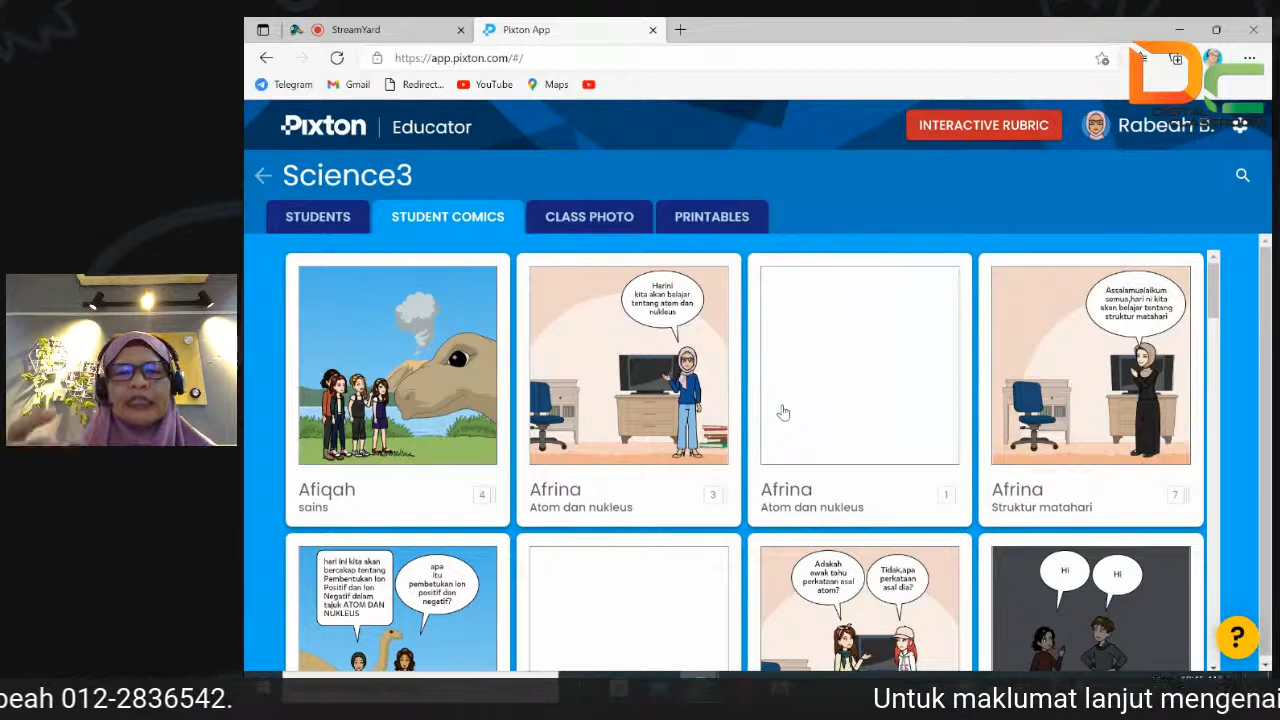 StreamYard
Pixton App
https://app.pixton.com/#/
Telegram
Gmail
Redirect...
YouTube
Maps
Pixton
Educator
INTERACTIVE RUBRIC
Rabeah B.
Science3
STUDENTS
STUDENT COMICS
CLASS PHOTO
PRINTABLES
Harini
kita akan belajar
tentang atom dan
nukleus
Assalamualaikum
semua,hari ni kita
akan belajar tentang
struktur matahari
Afiqah
4
sains
Afrina
3
Atom dan nukleus
Afrina
1
Atom dan nukleus
Afrina
7
Struktur matahari
hari ini kita akan
bercakap tentang
Pembentukan Ion
Positif dan Ion
Negatif dalam
tajuk ATOM DAN
NUKLEUS
apa
itu
pembetukan ion
positif dan
negatif?
Adakah
awak tahu
perkataan asal
atom?
Tidak,apa
perkataan
asal dia?
Hi
Hi
?
beah 012-2836542.
Untuk maklumat lanjut mengenai